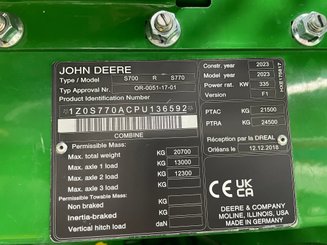 JOHN DEERE
Type / Model S700 R S770
Typ Approval Nr. OR-0051-17-01
Product Identification Number
*1Z0S770ACPU136592*
COMBINE
Permissible Mass:
Max. total weight KG 20700
Max. axle 1 load KG 13000
Max. axle 2 load KG 12300
Max. axle 3 load KG
Permissible Towable Mass:
Non braked KG
Inertia-braked KG
Vertical hitch load daN
Constr. year 2023
Model year 2023
Power rat. KW 335
Version F1
PTAC KG 21500
PTRA KG 24500
Réception par la DREAL
Orléans le 12.12.2018
CE UK CA
DEERE & COMPANY
MOLINE, ILLINOIS, USA
MADE IN GERMANY